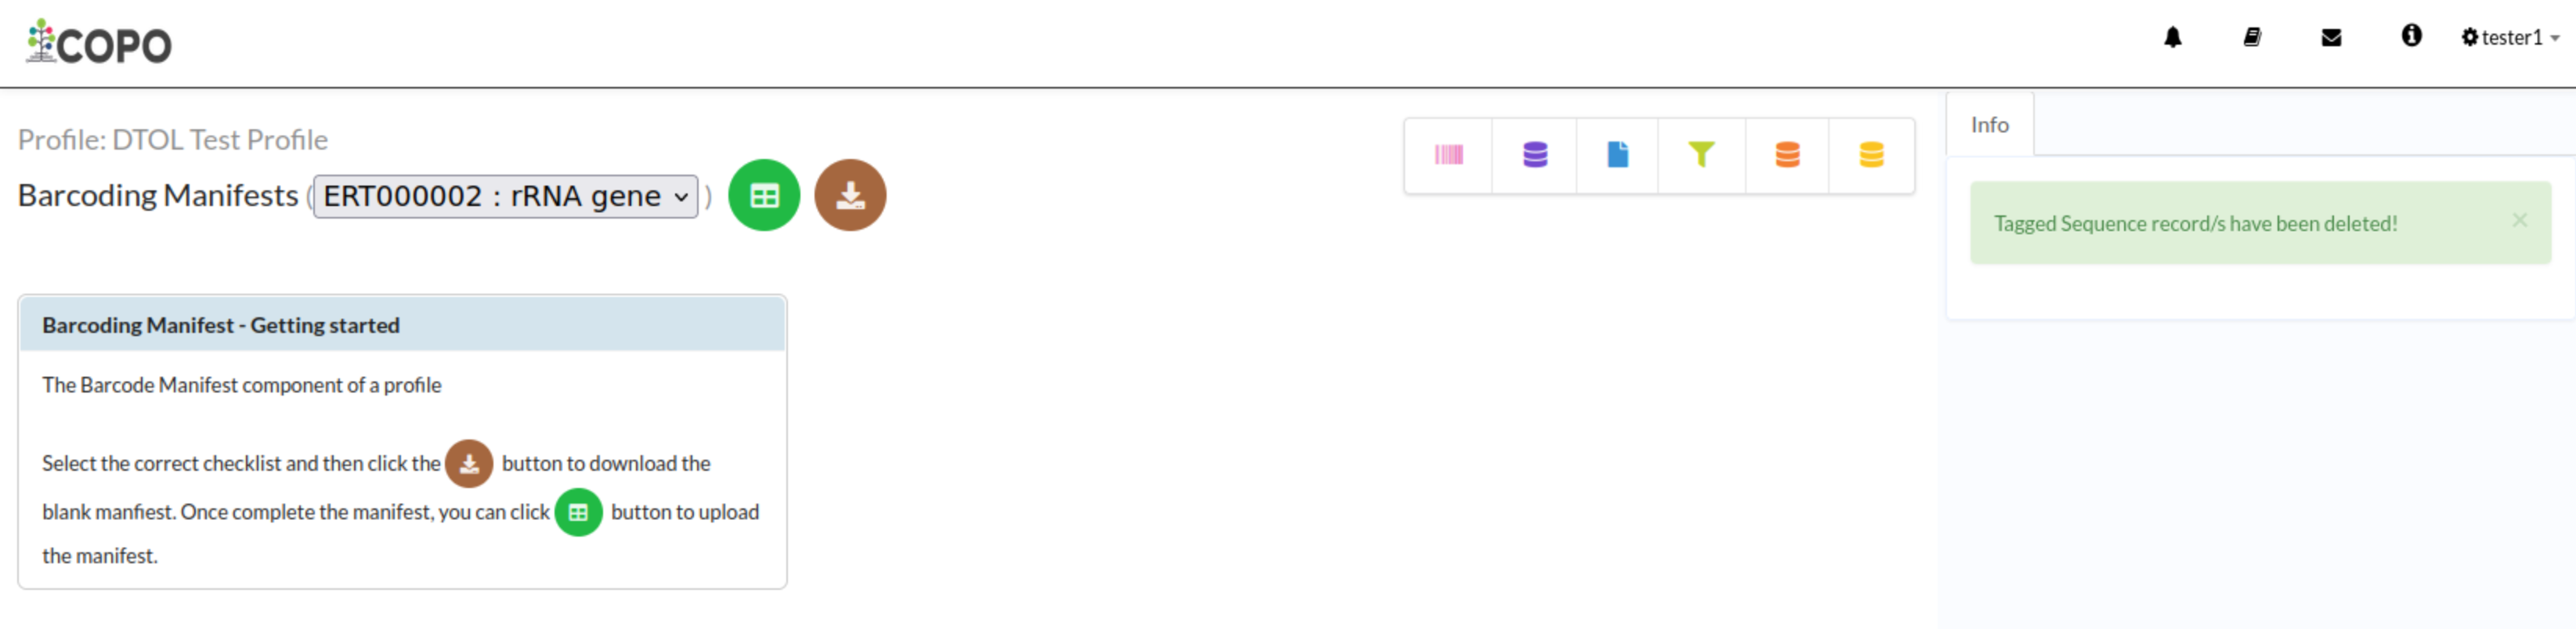 COPO
tester1
Profile: DTOL Test Profile
Barcoding Manifests (ERT000002 : rRNA gene)
Info
Tagged Sequence record/s have been deleted! ×
Barcoding Manifest - Getting started
The Barcode Manifest component of a profile
Select the correct checklist and then click the button to download the
blank manfiest. Once complete the manifest, you can click button to upload
the manifest.